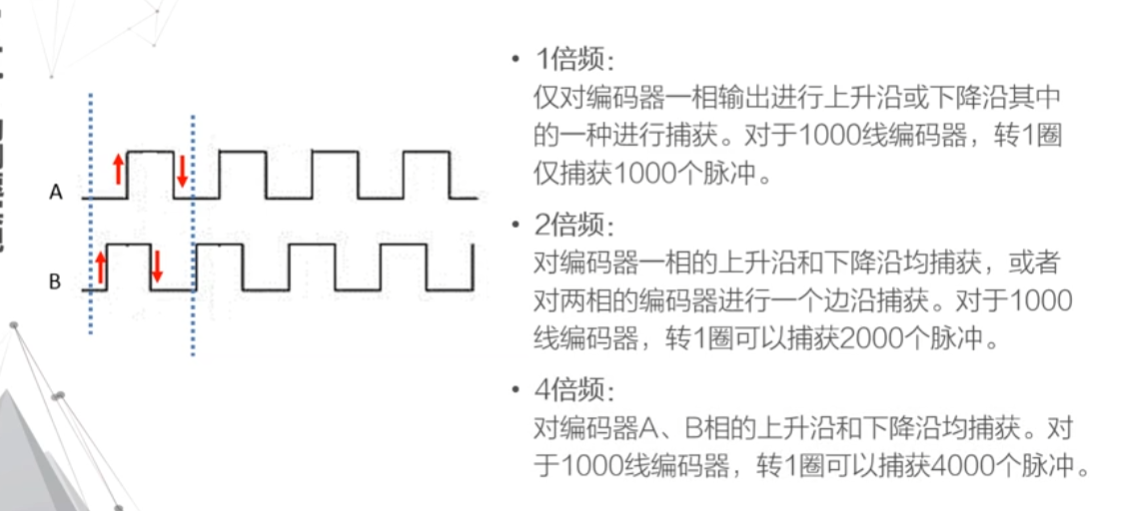 A
B
• 1倍频：
仅对编码器一相输出进行上升沿或下降沿其中
的一种进行捕获。对于1000线编码器，转1圈
仅捕获1000个脉冲。
• 2倍频：
对编码器一相的上升沿和下降沿均捕获，或者
对两相的编码器进行一个边沿捕获。对于1000
线编码器，转1圈可以捕获2000个脉冲。
• 4倍频：
对编码器A、B相的上升沿和下降沿均捕获。对
于1000线编码器，转1圈可以捕获4000个脉冲。